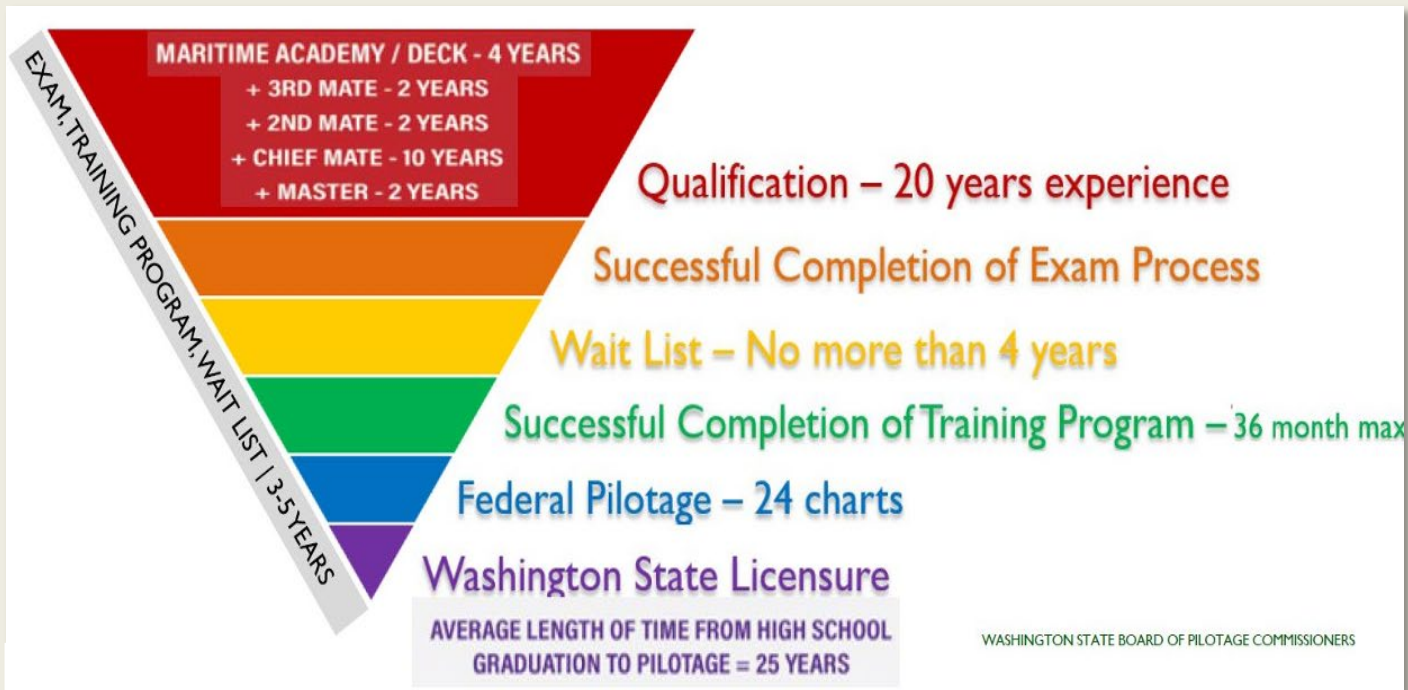 MARITIME ACADEMY / DECK - 4 YEARS
+ 3RD MATE - 2 YEARS
+ 2ND MATE - 2 YEARS
+ CHIEF MATE - 10 YEARS
+ MASTER - 2 YEARS
EXAM, TRAINING PROGRAM, WAIT LIST | 3-5 YEARS
Qualification – 20 years experience
Successful Completion of Exam Process
Wait List – No more than 4 years
Successful Completion of Training Program – 36 month max
Federal Pilotage – 24 charts
Washington State Licensure
AVERAGE LENGTH OF TIME FROM HIGH SCHOOL
GRADUATION TO PILOTAGE = 25 YEARS
WASHINGTON STATE BOARD OF PILOTAGE COMMISSIONERS